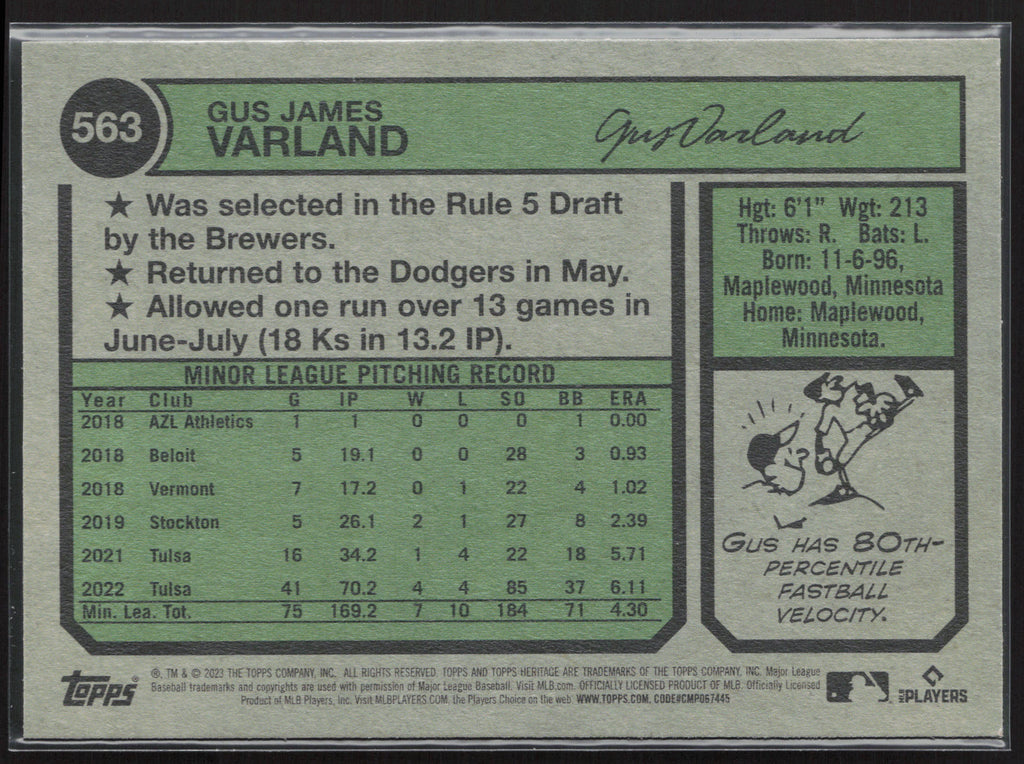 563
GUS JAMES
VARLAND
Gus Varland
★ Was selected in the Rule 5 Draft
by the Brewers.
★ Returned to the Dodgers in May.
★ Allowed one run over 13 games in
June-July (18 Ks in 13.2 IP).
MINOR LEAGUE PITCHING RECORD
Year Club G IP W L SO BB ERA
2018 AZL Athletics 1 1 0 0 0 1 0.00
2018 Beloit 5 19.1 0 0 28 3 0.93
2018 Vermont 7 17.2 0 1 22 4 1.02
2019 Stockton 5 26.1 2 1 27 8 2.39
2021 Tulsa 16 34.2 1 4 22 18 5.71
2022 Tulsa 41 70.2 4 4 85 37 6.11
Min. Lea. Tot. 75 169.2 7 10 184 71 4.30
Hgt: 6'1" Wgt: 213
Throws: R. Bats: L.
Born: 11-6-96,
Maplewood, Minnesota
Home: Maplewood,
Minnesota.
GUS HAS 80TH-
PERCENTILE
FASTBALL
VELOCITY.
topps
®, TM & © 2023 THE TOPPS COMPANY, INC. ALL RIGHTS RESERVED. TOPPS AND TOPPS HERITAGE ARE TRADEMARKS OF THE TOPPS COMPANY, INC. Major League
Baseball trademarks and copyrights are used with permission of Major League Baseball. Visit MLB.com. OFFICIALLY LICENSED PRODUCT OF MLB. Officially Licensed
Product of MLB Players, Inc. Visit MLBPLAYERS.COM, the Players Choice on the web. WWW.TOPPS.COM. CODE#CMP067445
MLB PLAYERS